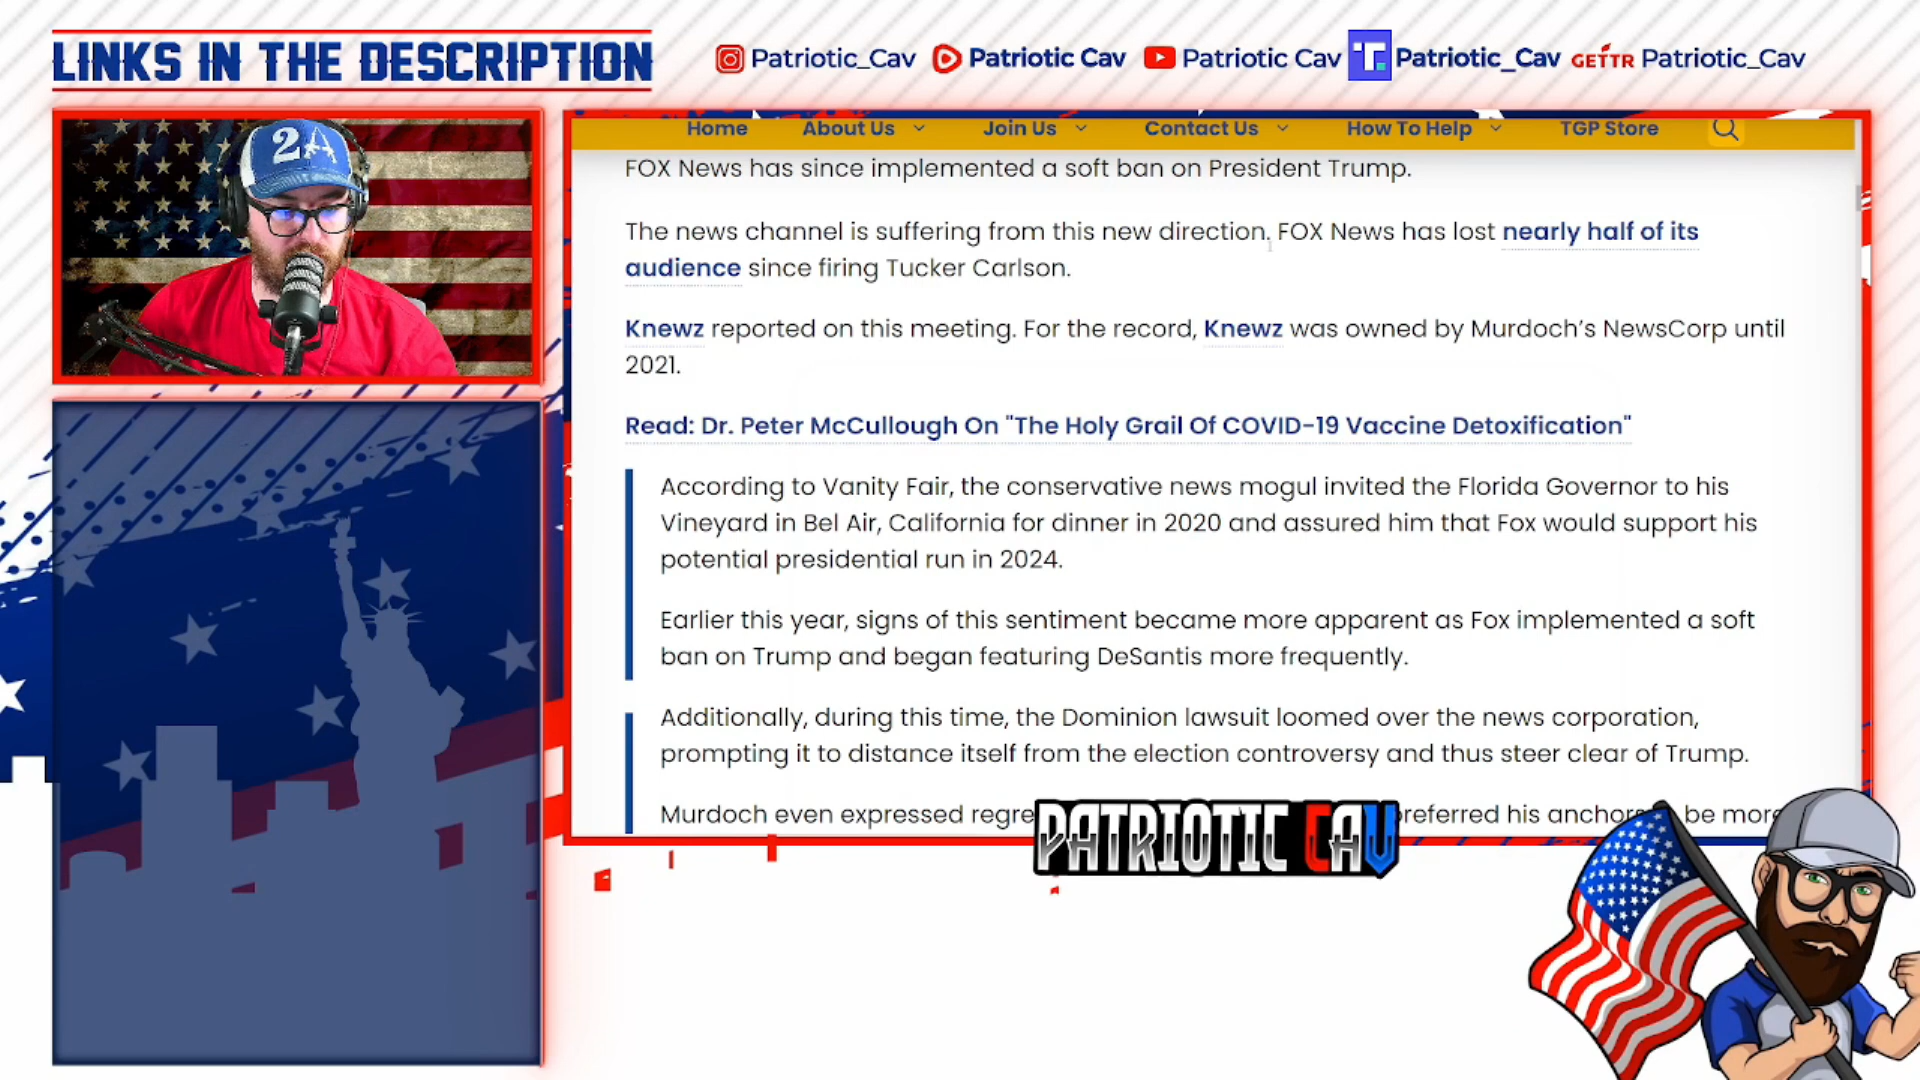 LINKS IN THE DESCRIPTION
Patriotic_Cav Patriotic Cav Patriotic Cav Patriotic_Cav GETTR Patriotic_Cav
2A
Home About Us Join Us Contact Us How To Help TGP Store
FOX News has since implemented a soft ban on President Trump.
The news channel is suffering from this new direction. FOX News has lost nearly half of its
audience since firing Tucker Carlson.
Knewz reported on this meeting. For the record, Knewz was owned by Murdoch’s NewsCorp until
2021.
Read: Dr. Peter McCullough On "The Holy Grail Of COVID-19 Vaccine Detoxification"
According to Vanity Fair, the conservative news mogul invited the Florida Governor to his
Vineyard in Bel Air, California for dinner in 2020 and assured him that Fox would support his
potential presidential run in 2024.
Earlier this year, signs of this sentiment became more apparent as Fox implemented a soft
ban on Trump and began featuring DeSantis more frequently.
Additionally, during this time, the Dominion lawsuit loomed over the news corporation,
prompting it to distance itself from the election controversy and thus steer clear of Trump.
Murdoch even expressed his be more
PATRIOTIC CAV